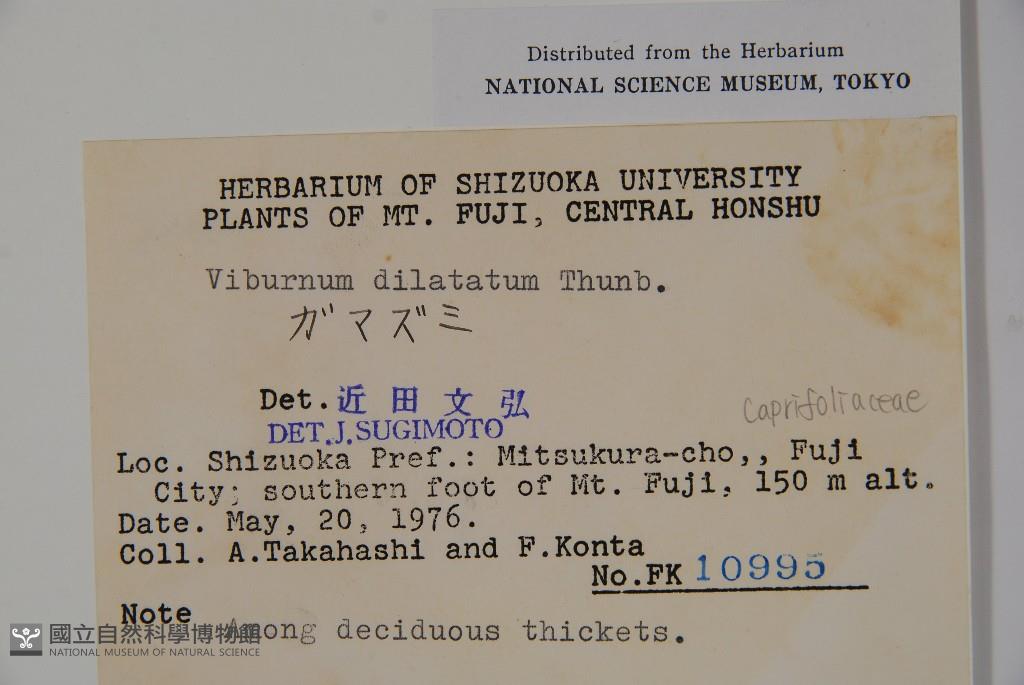 Distributed from the Herbarium
NATIONAL SCIENCE MUSEUM, TOKYO
HERBARIUM OF SHIZUOKA UNIVERSITY
PLANTS OF MT. FUJI, CENTRAL HONSHU
Viburnum dilatatum Thunb.
ガマズミ
Det. 近田文弘
DET. J. SUGIMOTO
Caprifoliaceae
Loc. Shizuoka Pref.: Mitsukura-cho,, Fuji
City; southern foot of Mt. Fuji, 150 m alt.
Date. May, 20, 1976.
Coll. A.Takahashi and F.Konta
No.FK 10995
Note Among deciduous thickets.
國立自然科學博物館
NATIONAL MUSEUM OF NATURAL SCIENCE